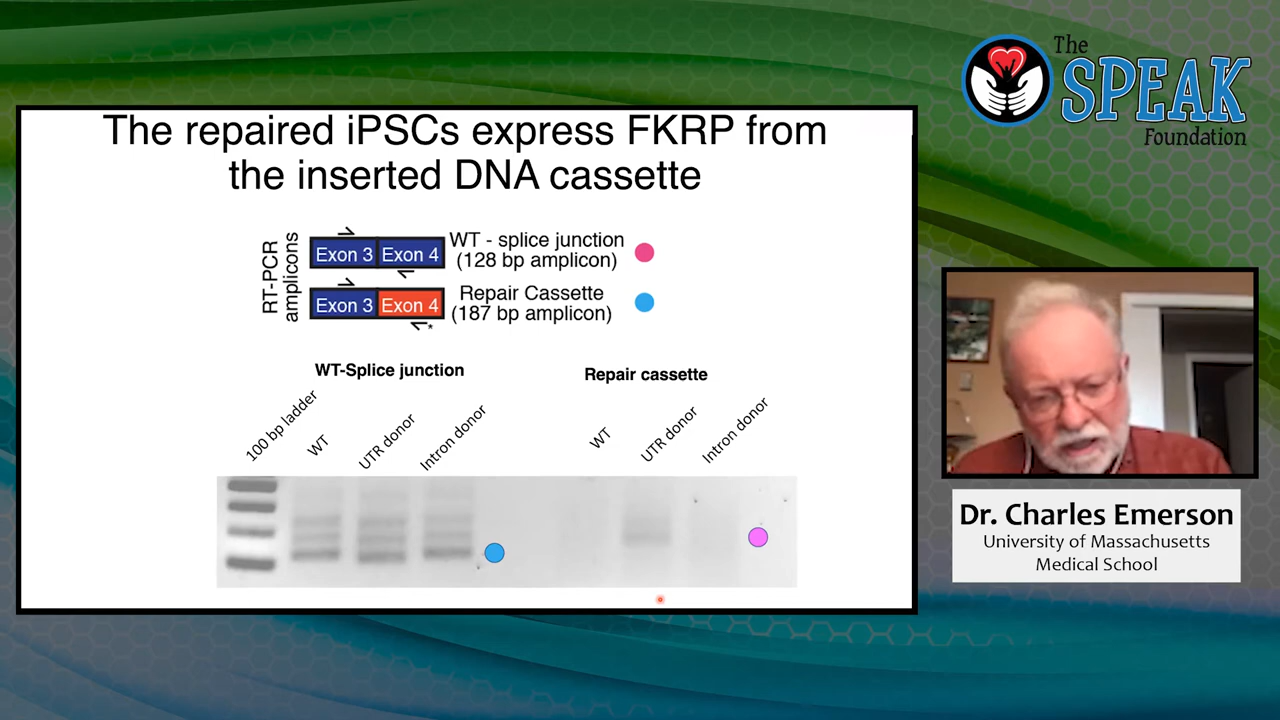 The
SPEAK
Foundation
The repaired iPSCs express FKRP from
the inserted DNA cassette
RT-PCR
amplicons
Exon 3 Exon 4
WT - splice junction
(128 bp amplicon)
Exon 3 Exon 4
*
Repair Cassette
(187 bp amplicon)
WT-Splice junction
Repair cassette
100 bp ladder
WT
UTR donor
Intron donor
WT
UTR donor
Intron donor
Dr. Charles Emerson
University of Massachusetts
Medical School